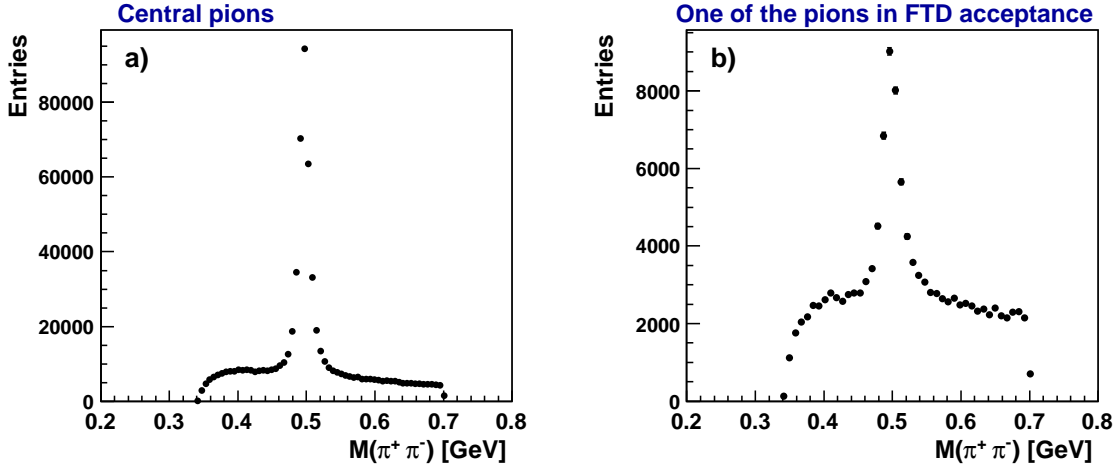 Central pions
a)
Entries
80000
60000
40000
20000
0
0.2 0.3 0.4 0.5 0.6 0.7 0.8
M(π⁺ π⁻) [GeV]
One of the pions in FTD acceptance
b)
Entries
8000
6000
4000
2000
0
0.2 0.3 0.4 0.5 0.6 0.7 0.8
M(π⁺ π⁻) [GeV]